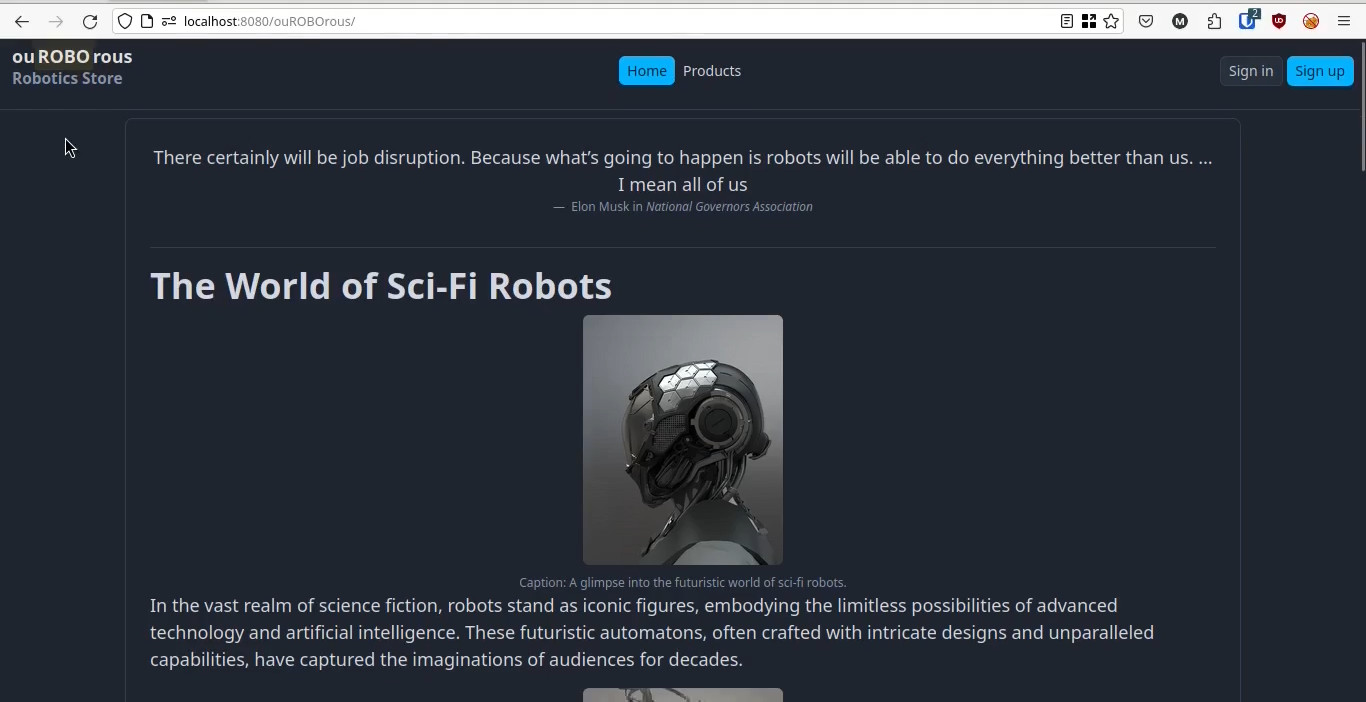 localhost:8080/ouROBOrous/
2
M
ouROBOrous
Robotics Store
Home Products
Sign in Sign up
There certainly will be job disruption. Because what’s going to happen is robots will be able to do everything better than us. ...
I mean all of us
— Elon Musk in National Governors Association
The World of Sci-Fi Robots
Caption: A glimpse into the futuristic world of sci-fi robots.
In the vast realm of science fiction, robots stand as iconic figures, embodying the limitless possibilities of advanced
technology and artificial intelligence. These futuristic automatons, often crafted with intricate designs and unparalleled
capabilities, have captured the imaginations of audiences for decades.